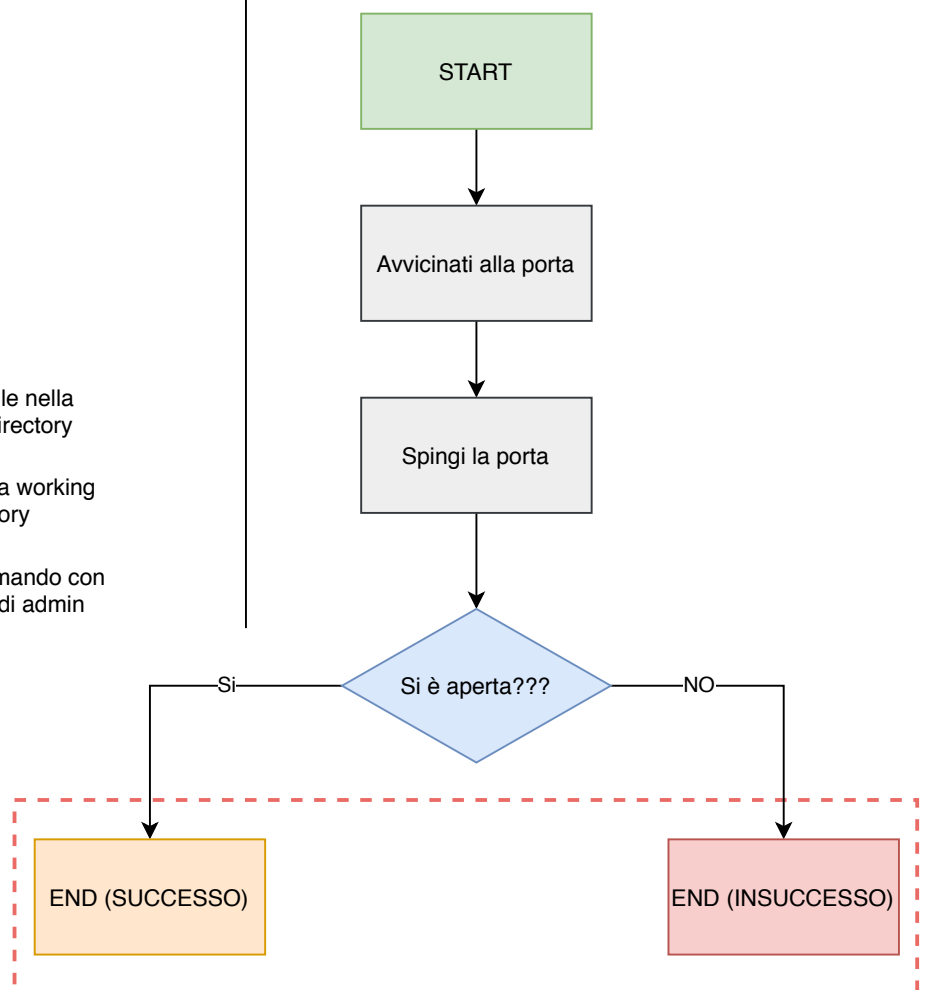 START
Avvicinati alla porta
le nella
irectory
Spingi la porta
a working
ory
mando con
di admin
Si è aperta???
Si
NO
END (SUCCESSO)
END (INSUCCESSO)